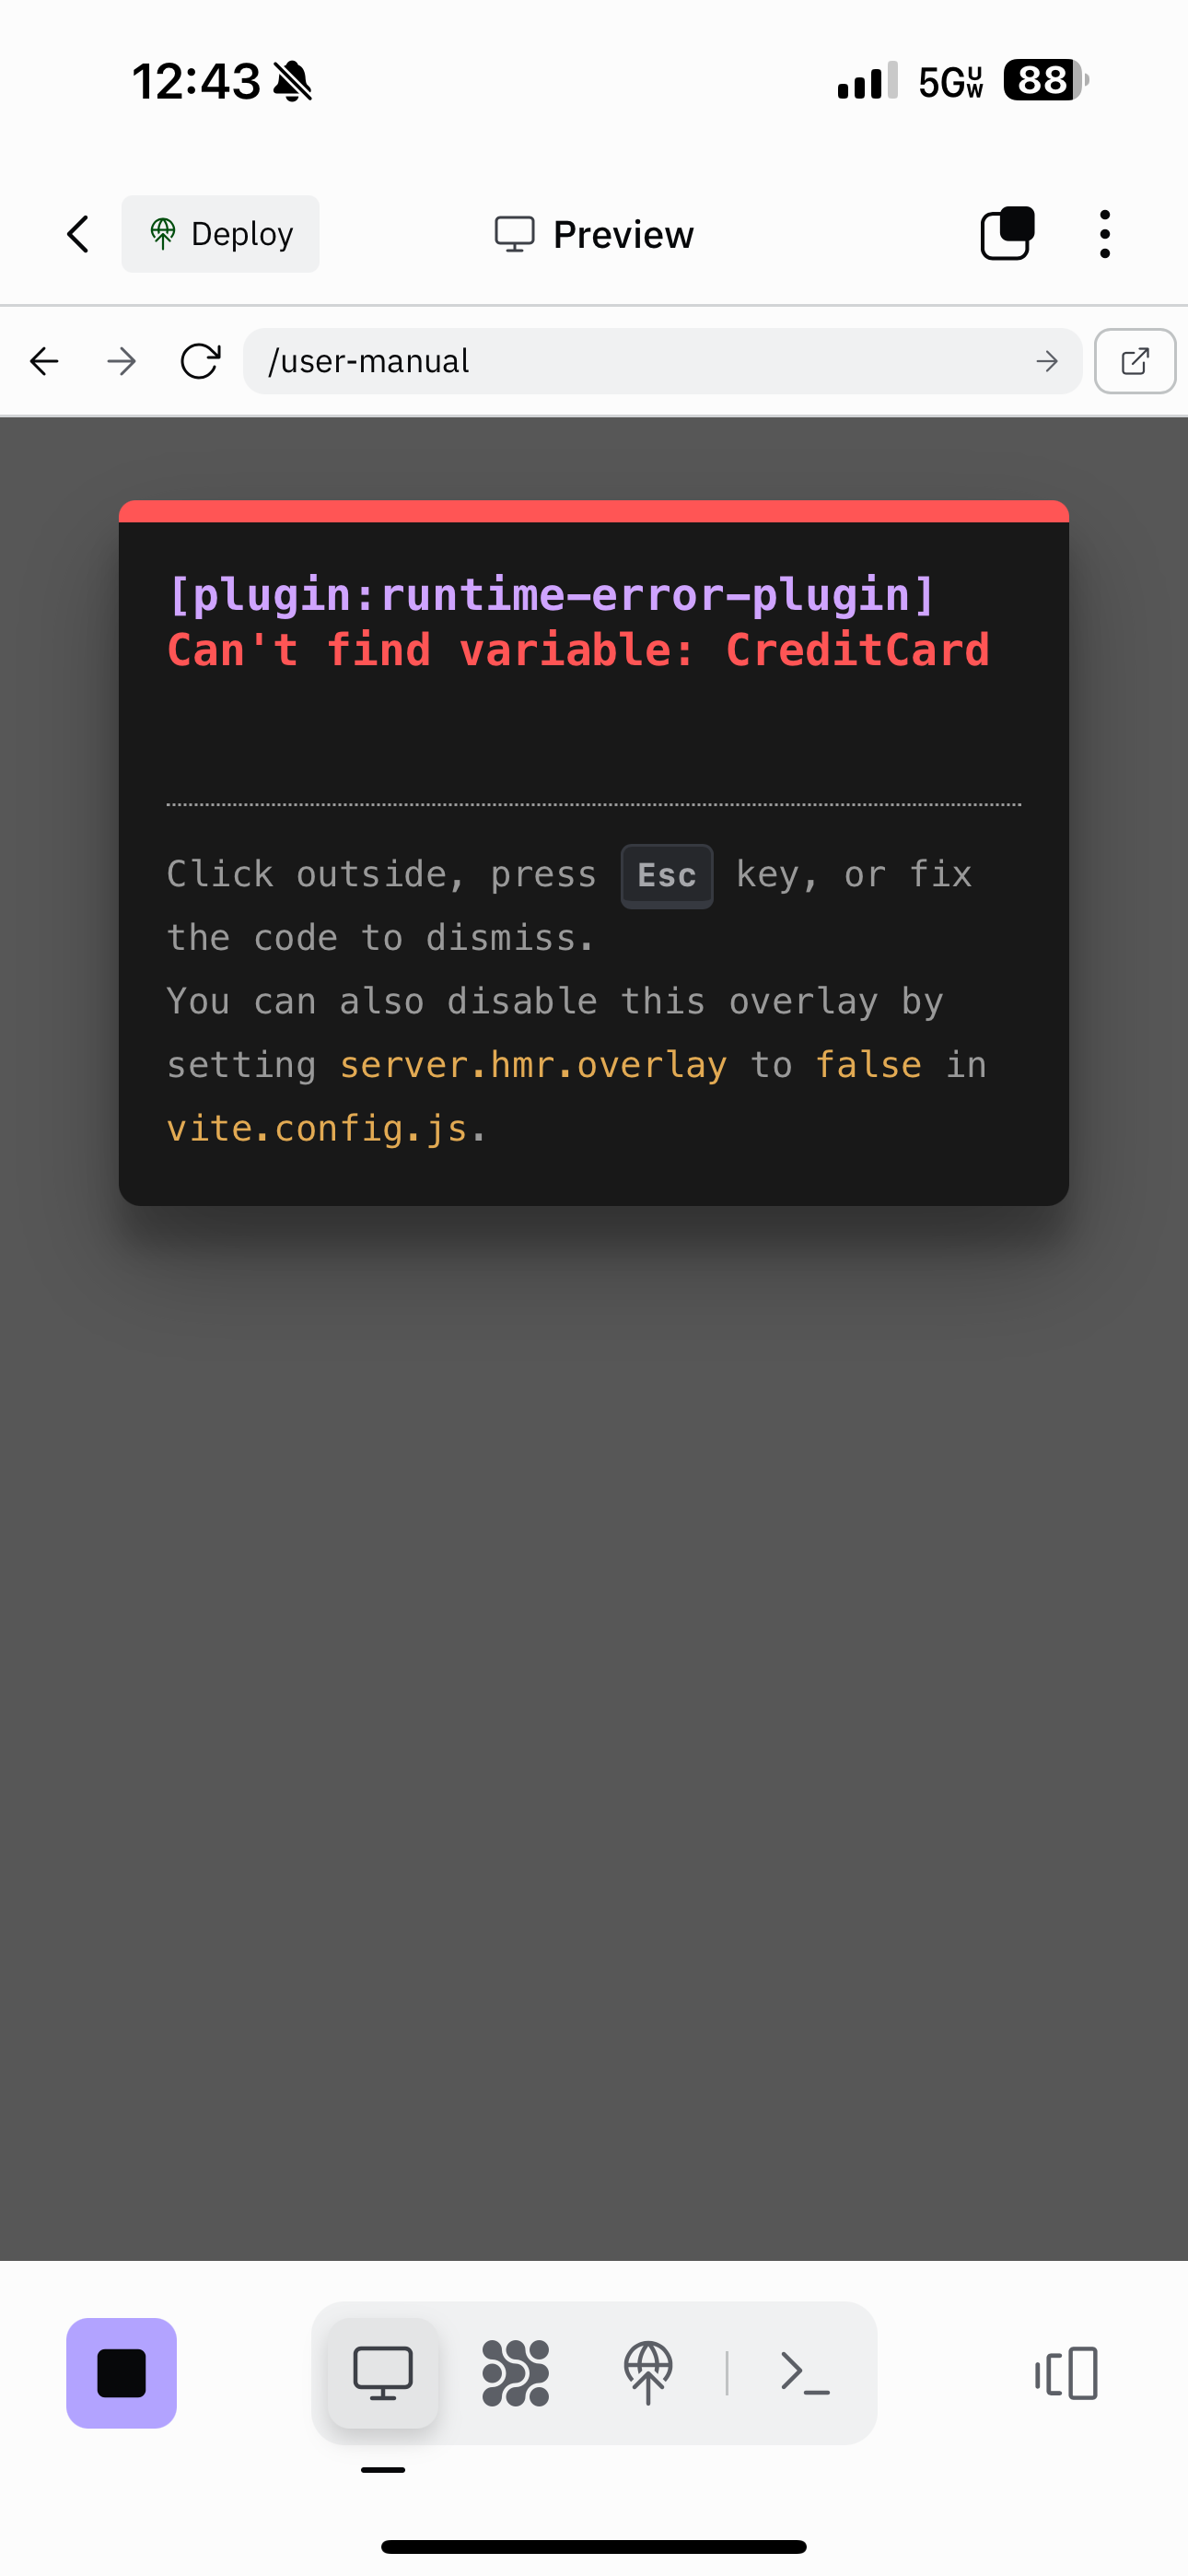 12:43 5GUW 88
Deploy Preview
/user-manual
[plugin:runtime-error-plugin]
Can't find variable: CreditCard
Click outside, press Esc key, or fix
the code to dismiss.
You can also disable this overlay by
setting server.hmr.overlay to false in
vite.config.js.